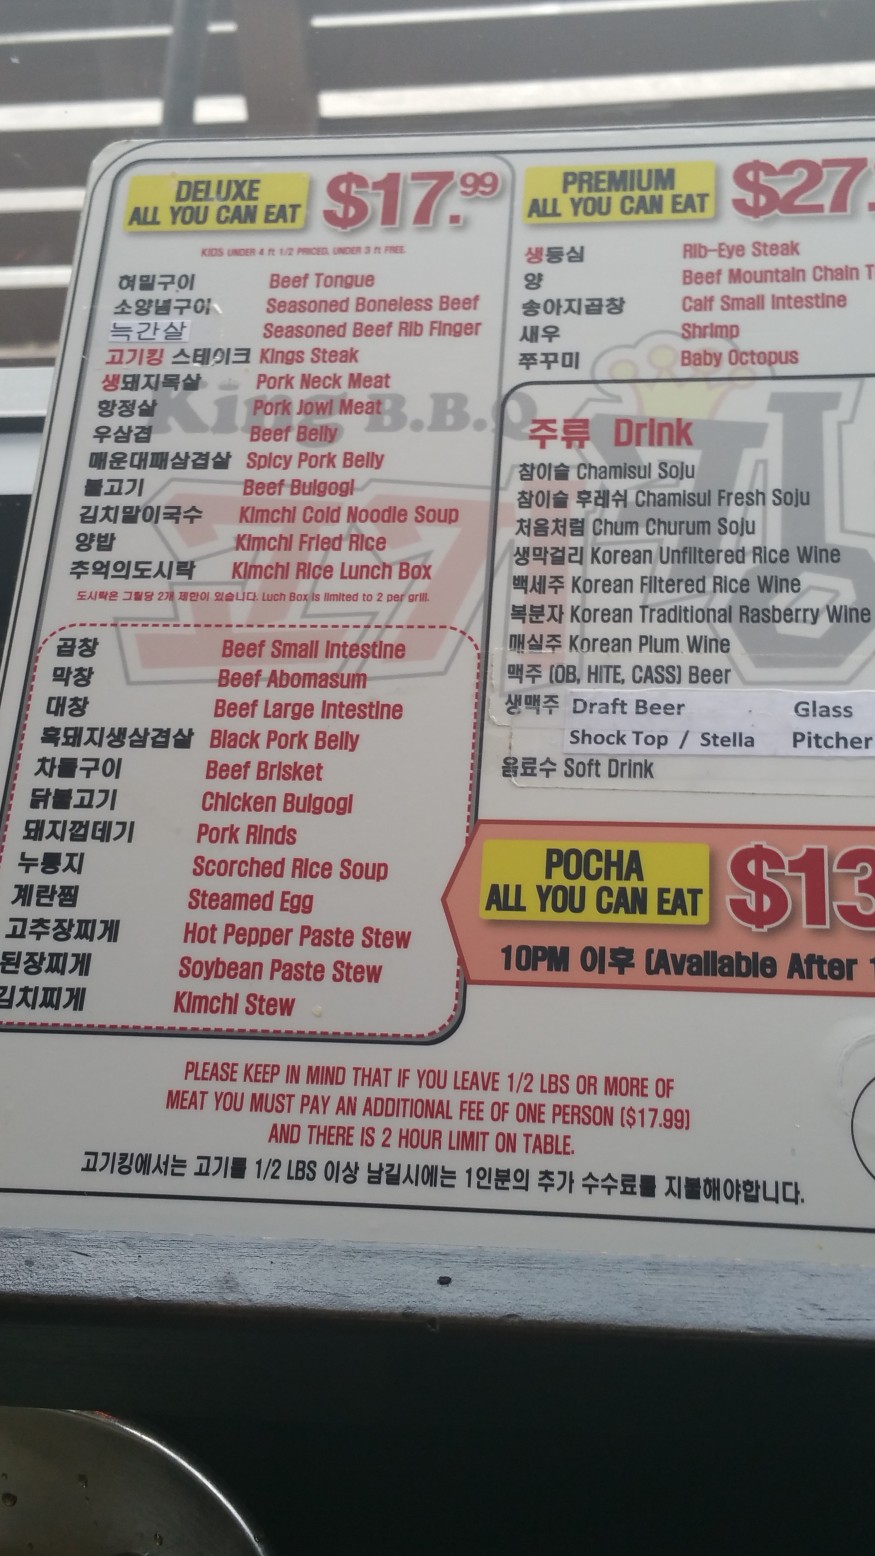 DELUXE
ALL YOU CAN EAT
$17.99
KIDS UNDER 4 ft 1/2 PRICED, UNDER 3 ft FREE.
혀밑구이 Beef Tongue
소양념구이 Seasoned Boneless Beef
늑간살 Seasoned Beef Rib Finger
고기킹 스테이크 Kings Steak
생돼지목살 Pork Neck Meat
항정살 Pork Jowl Meat
우삼겹 Beef Belly
매운대패삼겹살 Spicy Pork Belly
불고기 Beef Bulgogi
김치말이국수 Kimchi Cold Noodle Soup
양밥 Kimchi Fried Rice
추억의도시락 Kimchi Rice Lunch Box
도시락은 그릴당 2개 제한이 있습니다. Luch Box is limited to 2 per grill.
곱창 Beef Small Intestine
막창 Beef Abomasum
대창 Beef Large Intestine
흑돼지생삼겹살 Black Pork Belly
차돌구이 Beef Brisket
닭불고기 Chicken Bulgogi
돼지껍데기 Pork Rinds
누룽지 Scorched Rice Soup
계란찜 Steamed Egg
고추장찌게 Hot Pepper Paste Stew
된장찌게 Soybean Paste Stew
김치찌게 Kimchi Stew
King B.B.Q
고기킹
PREMIUM
ALL YOU CAN EAT
$27.
생등심 Rib-Eye Steak
양 Beef Mountain Chain T
송아지곱창 Calf Small Intestine
새우 Shrimp
쭈꾸미 Baby Octopus
주류 Drink
참이슬 Chamisul Soju
참이슬 후레쉬 Chamisul Fresh Soju
처음처럼 Chum Churum Soju
생막걸리 Korean Unfiltered Rice Wine
백세주 Korean Filtered Rice Wine
복분자 Korean Traditional Rasberry Wine
매실주 Korean Plum Wine
맥주 (OB, HITE, CASS) Beer
생맥주 Draft Beer Glass
Shock Top / Stella Pitcher
음료수 Soft Drink
POCHA
ALL YOU CAN EAT
$13
10PM 이후 (Available After 1
PLEASE KEEP IN MIND THAT IF YOU LEAVE 1/2 LBS OR MORE OF
MEAT YOU MUST PAY AN ADDITIONAL FEE OF ONE PERSON ($17.99)
AND THERE IS 2 HOUR LIMIT ON TABLE.
고기킹에서는 고기를 1/2 LBS 이상 남길시에는 1인분의 추가 수수료를 지불해야합니다.